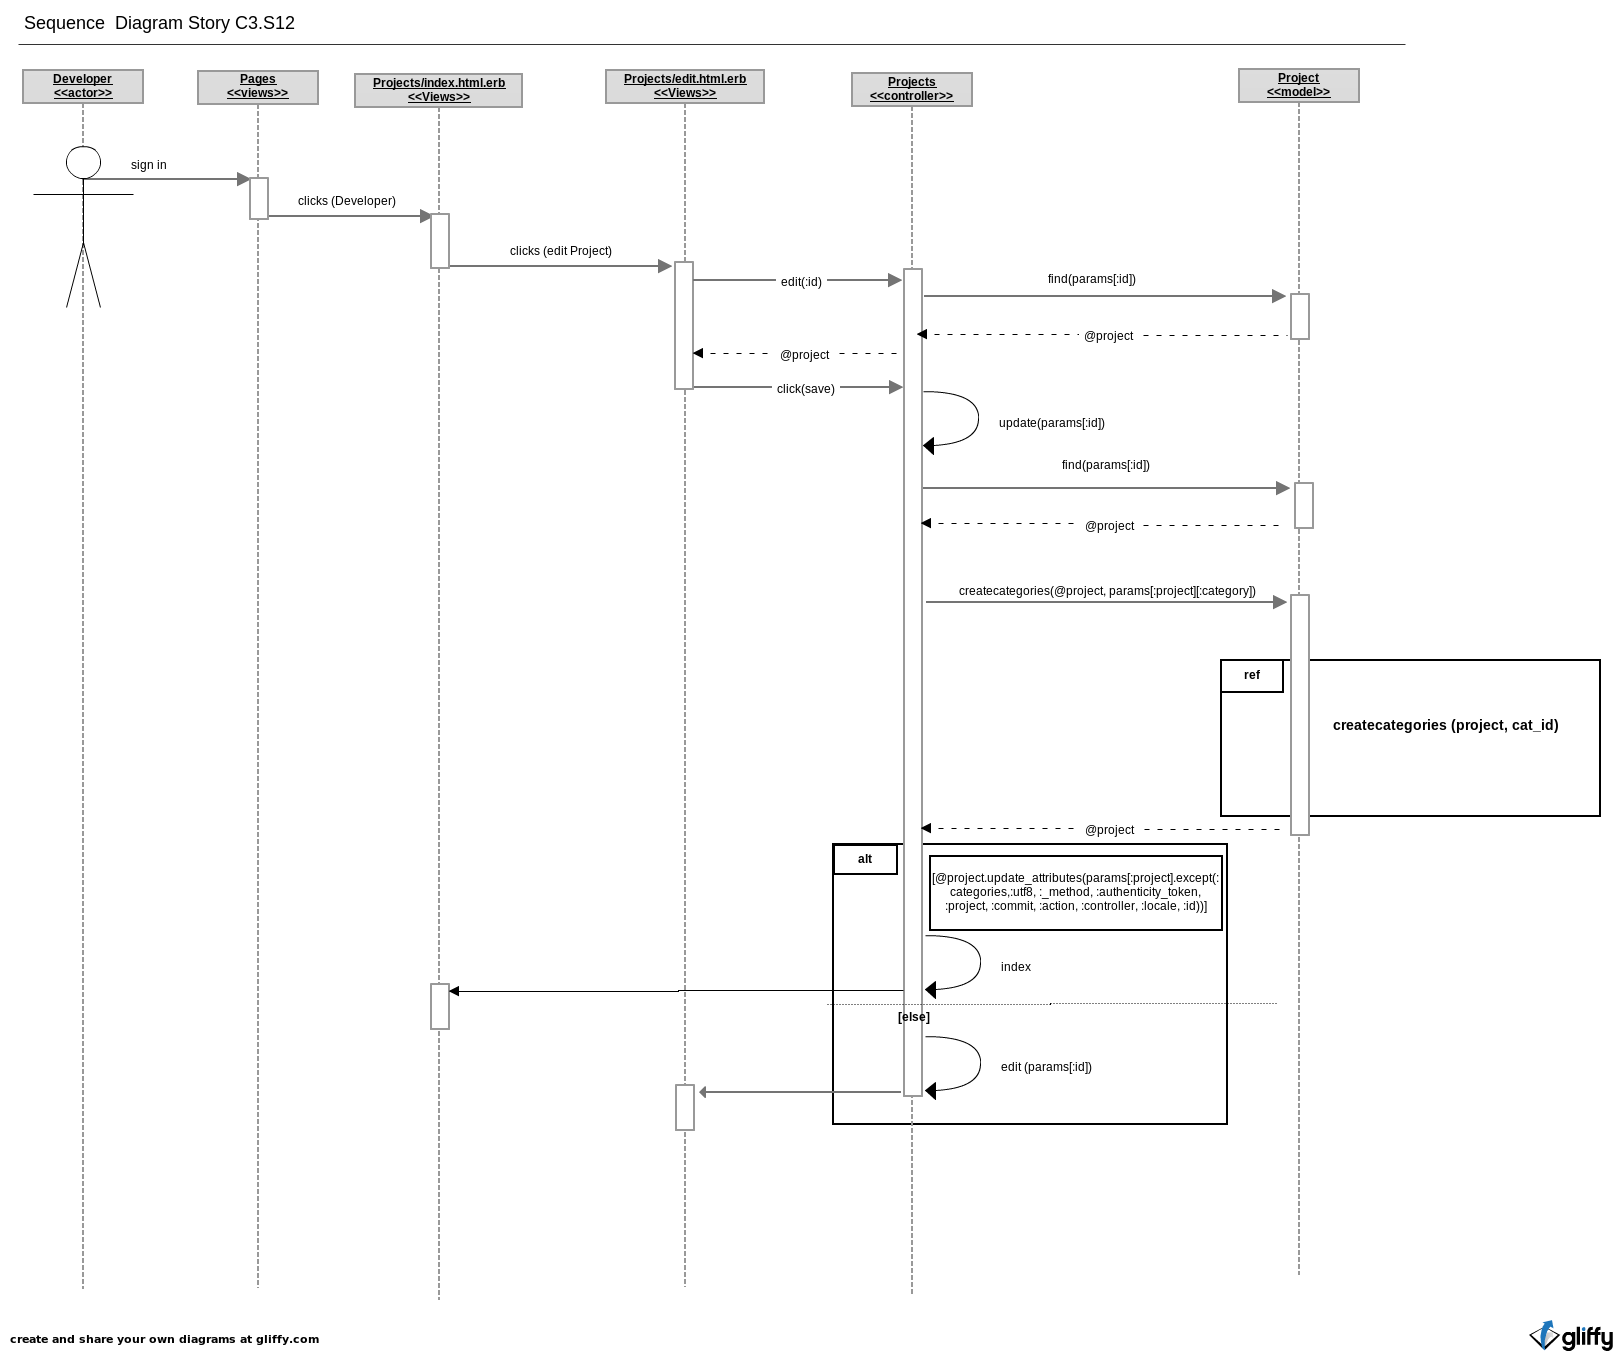 Sequence  Diagram Story C3.S12
Developer
<<actor>>
Pages
<<views>>
Projects/index.html.erb
<<Views>>
Projects/edit.html.erb
<<Views>>
Projects
<<controller>>
Project
<<model>>
sign in
clicks (Developer)
clicks (edit Project)
edit(:id)
find(params[:id])
@project
@project
click(save)
update(params[:id])
find(params[:id])
@project
createcategories(@project, params[:project][:category])
ref
createcategories (project, cat_id)
@project
alt
[@project.update_attributes(params[:project].except(:
categories,:utf8, :_method, :authenticity_token,
:project, :commit, :action, :controller, :locale, :id))]
index
[else]
edit (params[:id])
create and share your own diagrams at gliffy.com
gliffy